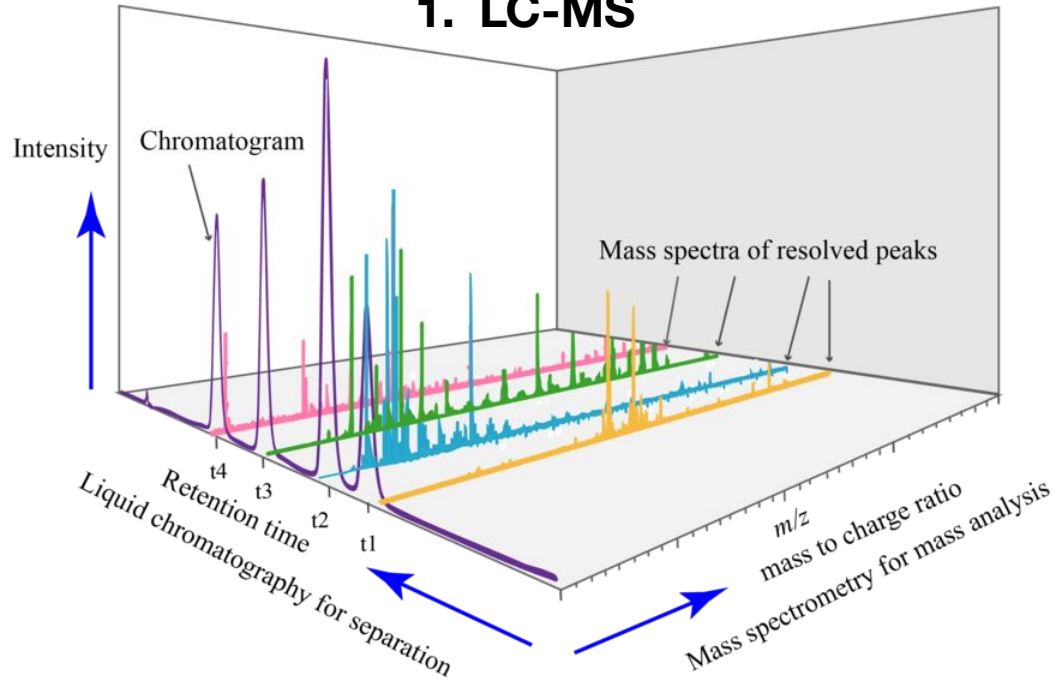 1. LC-MS
Intensity
Chromatogram
Mass spectra of resolved peaks
t4
t3
t2
t1
Retention time
Liquid chromatography for separation
m/z
mass to charge ratio
Mass spectrometry for mass analysis